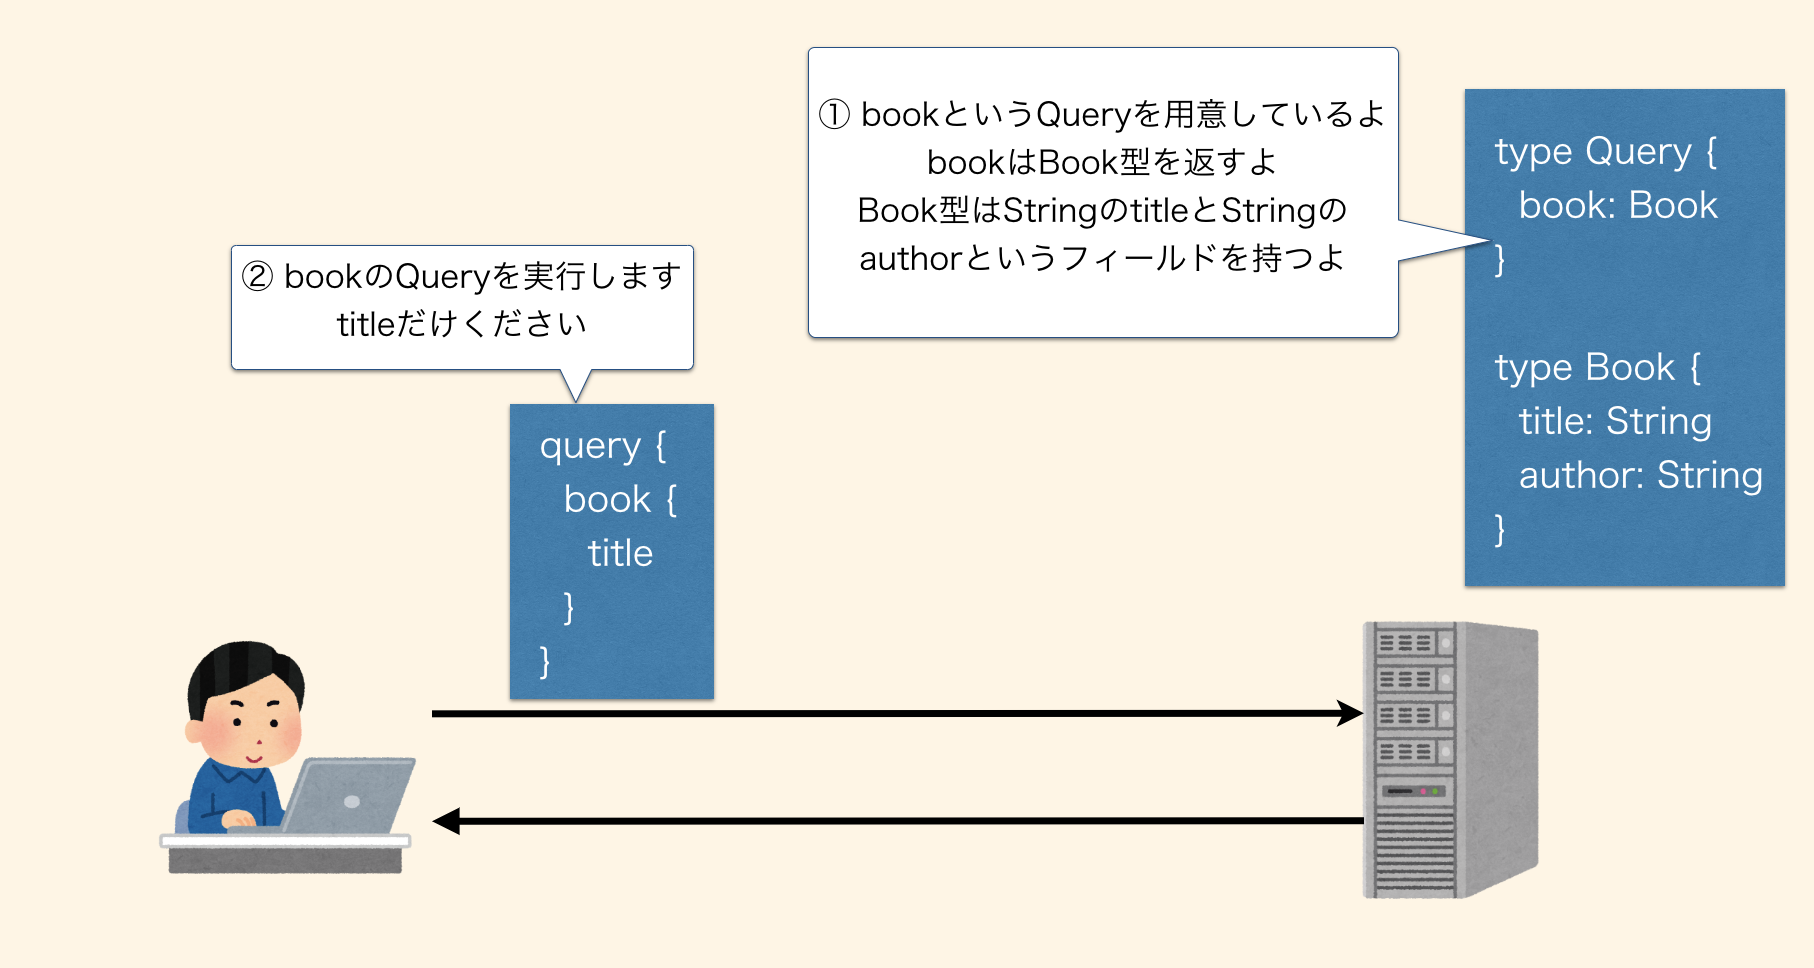 ① bookというQueryを用意しているよ
bookはBook型を返すよ
Book型はStringのtitleとStringの
authorというフィールドを持つよ
type Query {
book: Book
}
type Book {
title: String
author: String
}
② bookのQueryを実行します
titleだけください
query {
book {
title
}
}